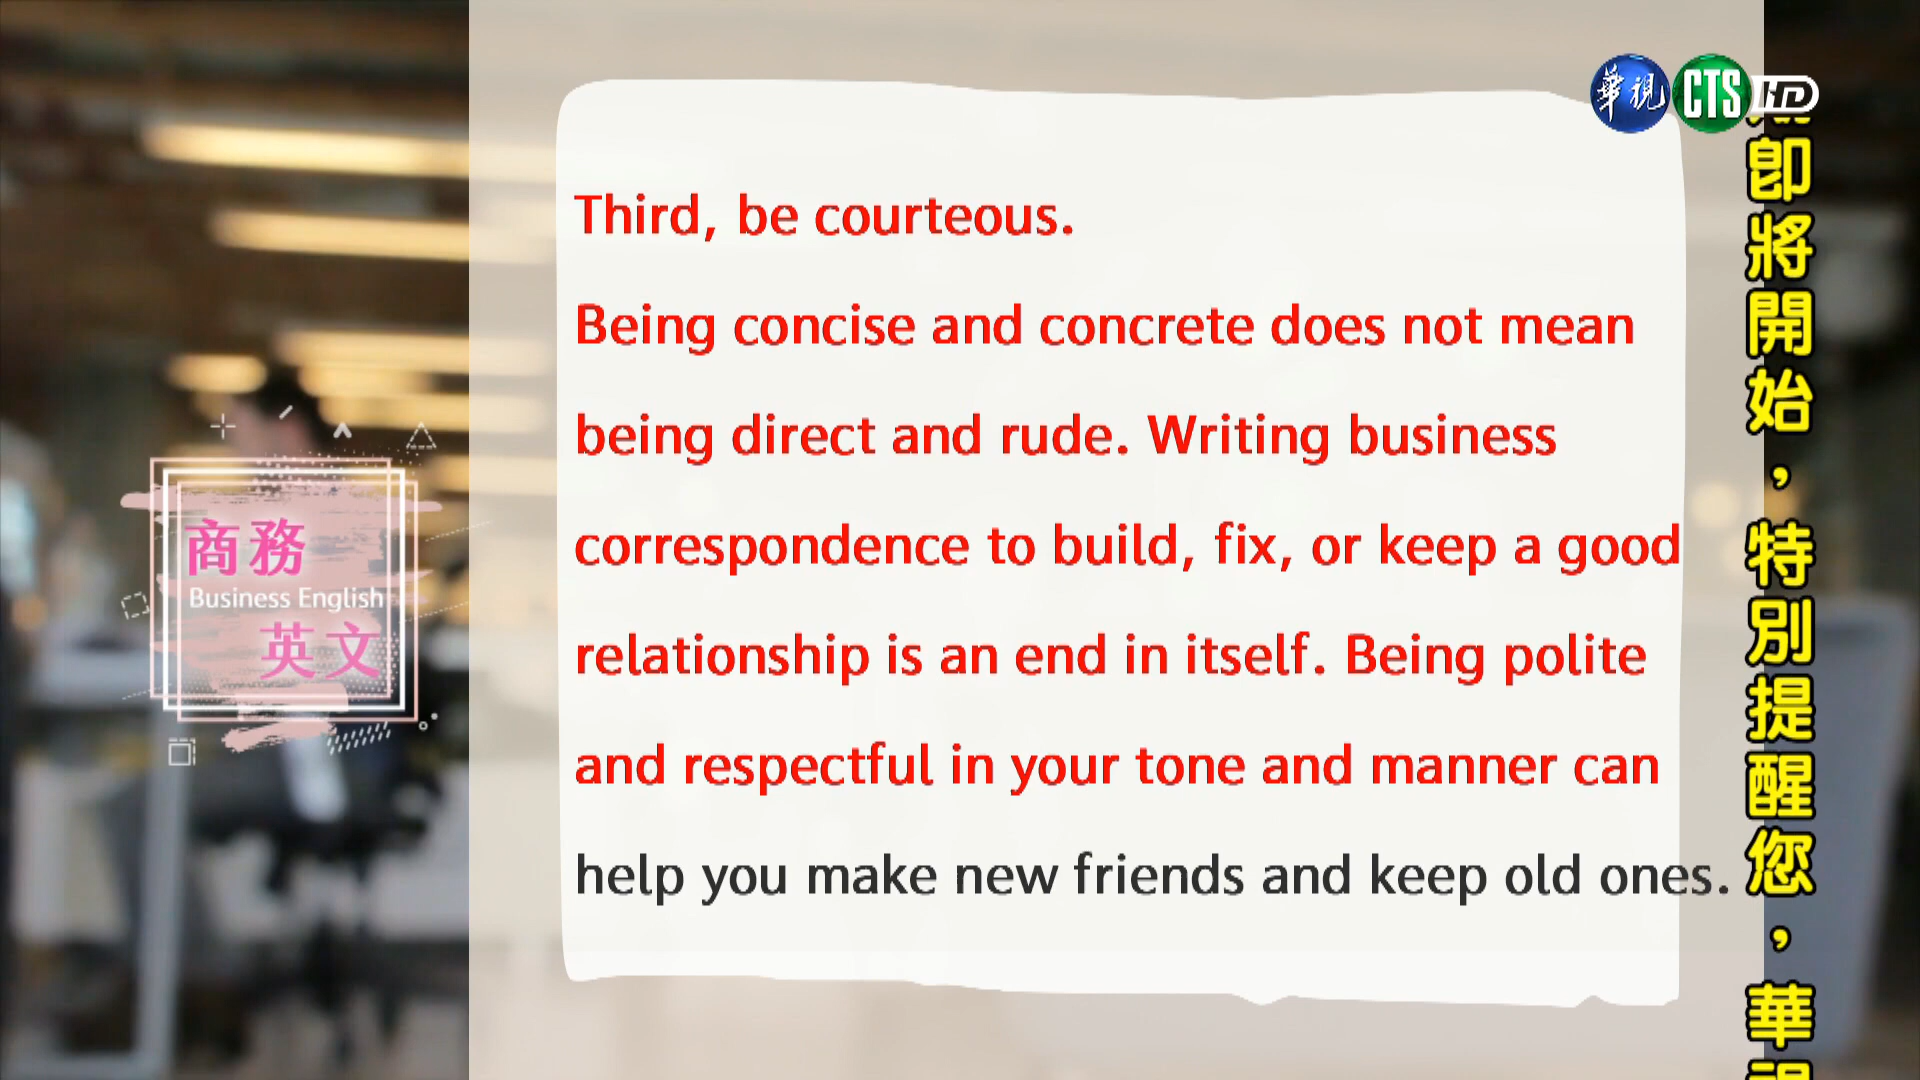 華視 CTS HD
Third, be courteous.
Being concise and concrete does not mean
being direct and rude. Writing business
correspondence to build, fix, or keep a good
relationship is an end in itself. Being polite
and respectful in your tone and manner can
help you make new friends and keep old ones.
商務
Business English
英文
即將開始，特別提醒您，華